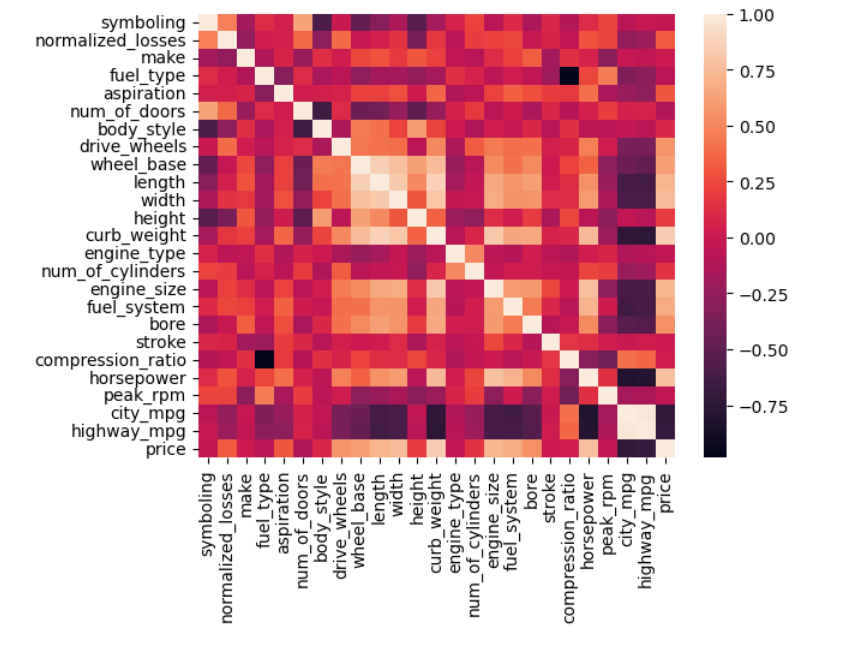 symboling
normalized_losses
make
fuel_type
aspiration
num_of_doors
body_style
drive_wheels
wheel_base
length
width
height
curb_weight
engine_type
num_of_cylinders
engine_size
fuel_system
bore
stroke
compression_ratio
horsepower
peak_rpm
city_mpg
highway_mpg
price
symboling
normalized_losses
make
fuel_type
aspiration
num_of_doors
body_style
drive_wheels
wheel_base
length
width
height
curb_weight
engine_type
num_of_cylinders
engine_size
fuel_system
bore
stroke
compression_ratio
horsepower
peak_rpm
city_mpg
highway_mpg
price
1.00
0.75
0.50
0.25
0.00
−0.25
−0.50
−0.75